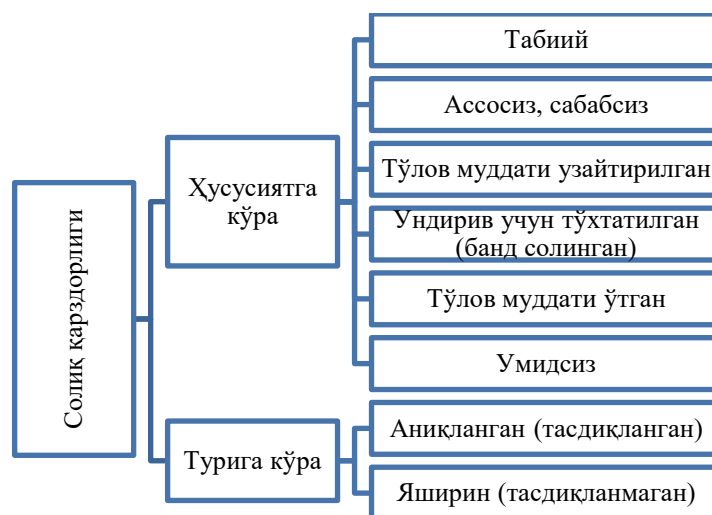 Солиқ қарздорлиги
Ҳусусиятга
кўра
Табиий
Ассосиз, сабабсиз
Тўлов муддати узайтирилган
Ундирив учун тўхтатилган
(банд солинган)
Тўлов муддати ўтган
Умидсиз
Турига кўра
Аниқланган (тасдиқланган)
Яширин (тасдиқланмаган)